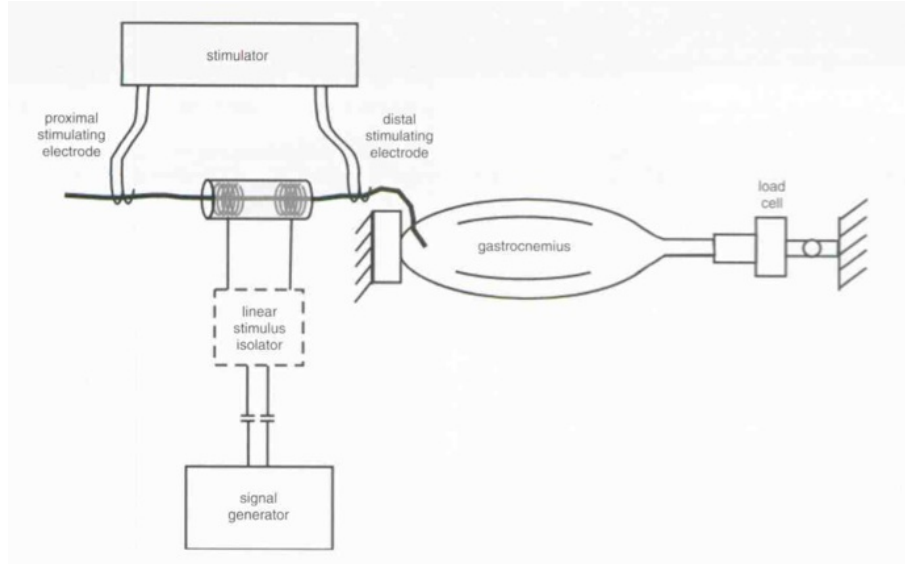 stimulator
proximal
stimulating
electrode
distal
stimulating
electrode
load
cell
gastrocnemius
linear
stimulus
isolator
signal
generator